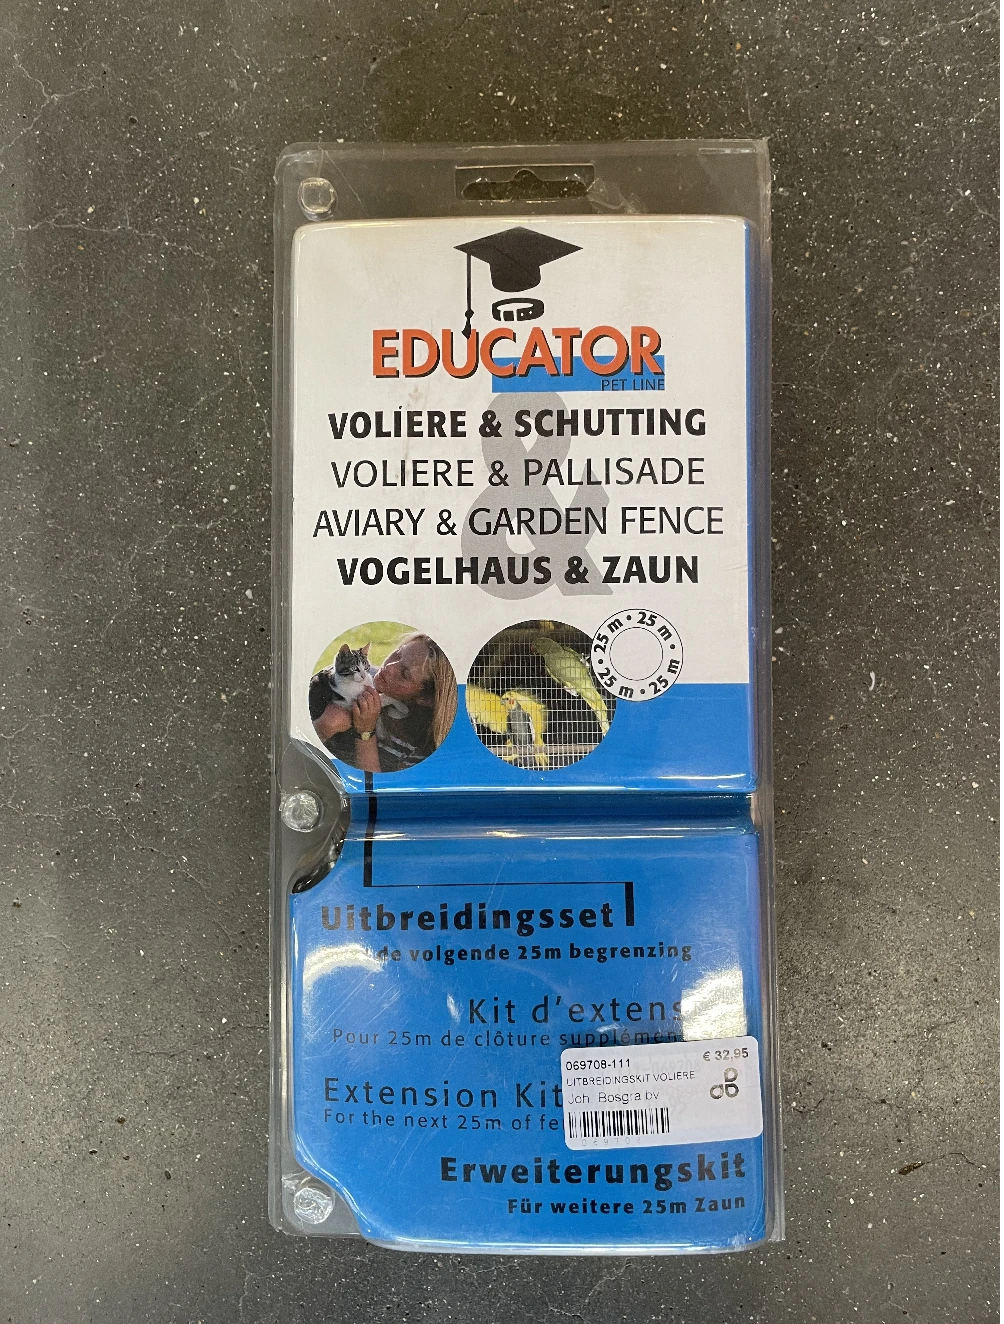 EDUCATOR
PET LINE
VOLIERE & SCHUTTING
VOLIERE & PALLISADE
AVIARY & GARDEN FENCE
VOGELHAUS & ZAUN
25 m • 25 m • 25 m • 25 m •
Uitbreidingsset
de volgende 25m begrenzing
Kit d'extens
Pour 25m de clôture supplémen
069708-111 € 32,95
UITBREIDINGSKIT VOLIERE
Joh. Bosgra bv
Extension Kit
For the next 25m of fe
Erweiterungskit
Für weitere 25m Zaun